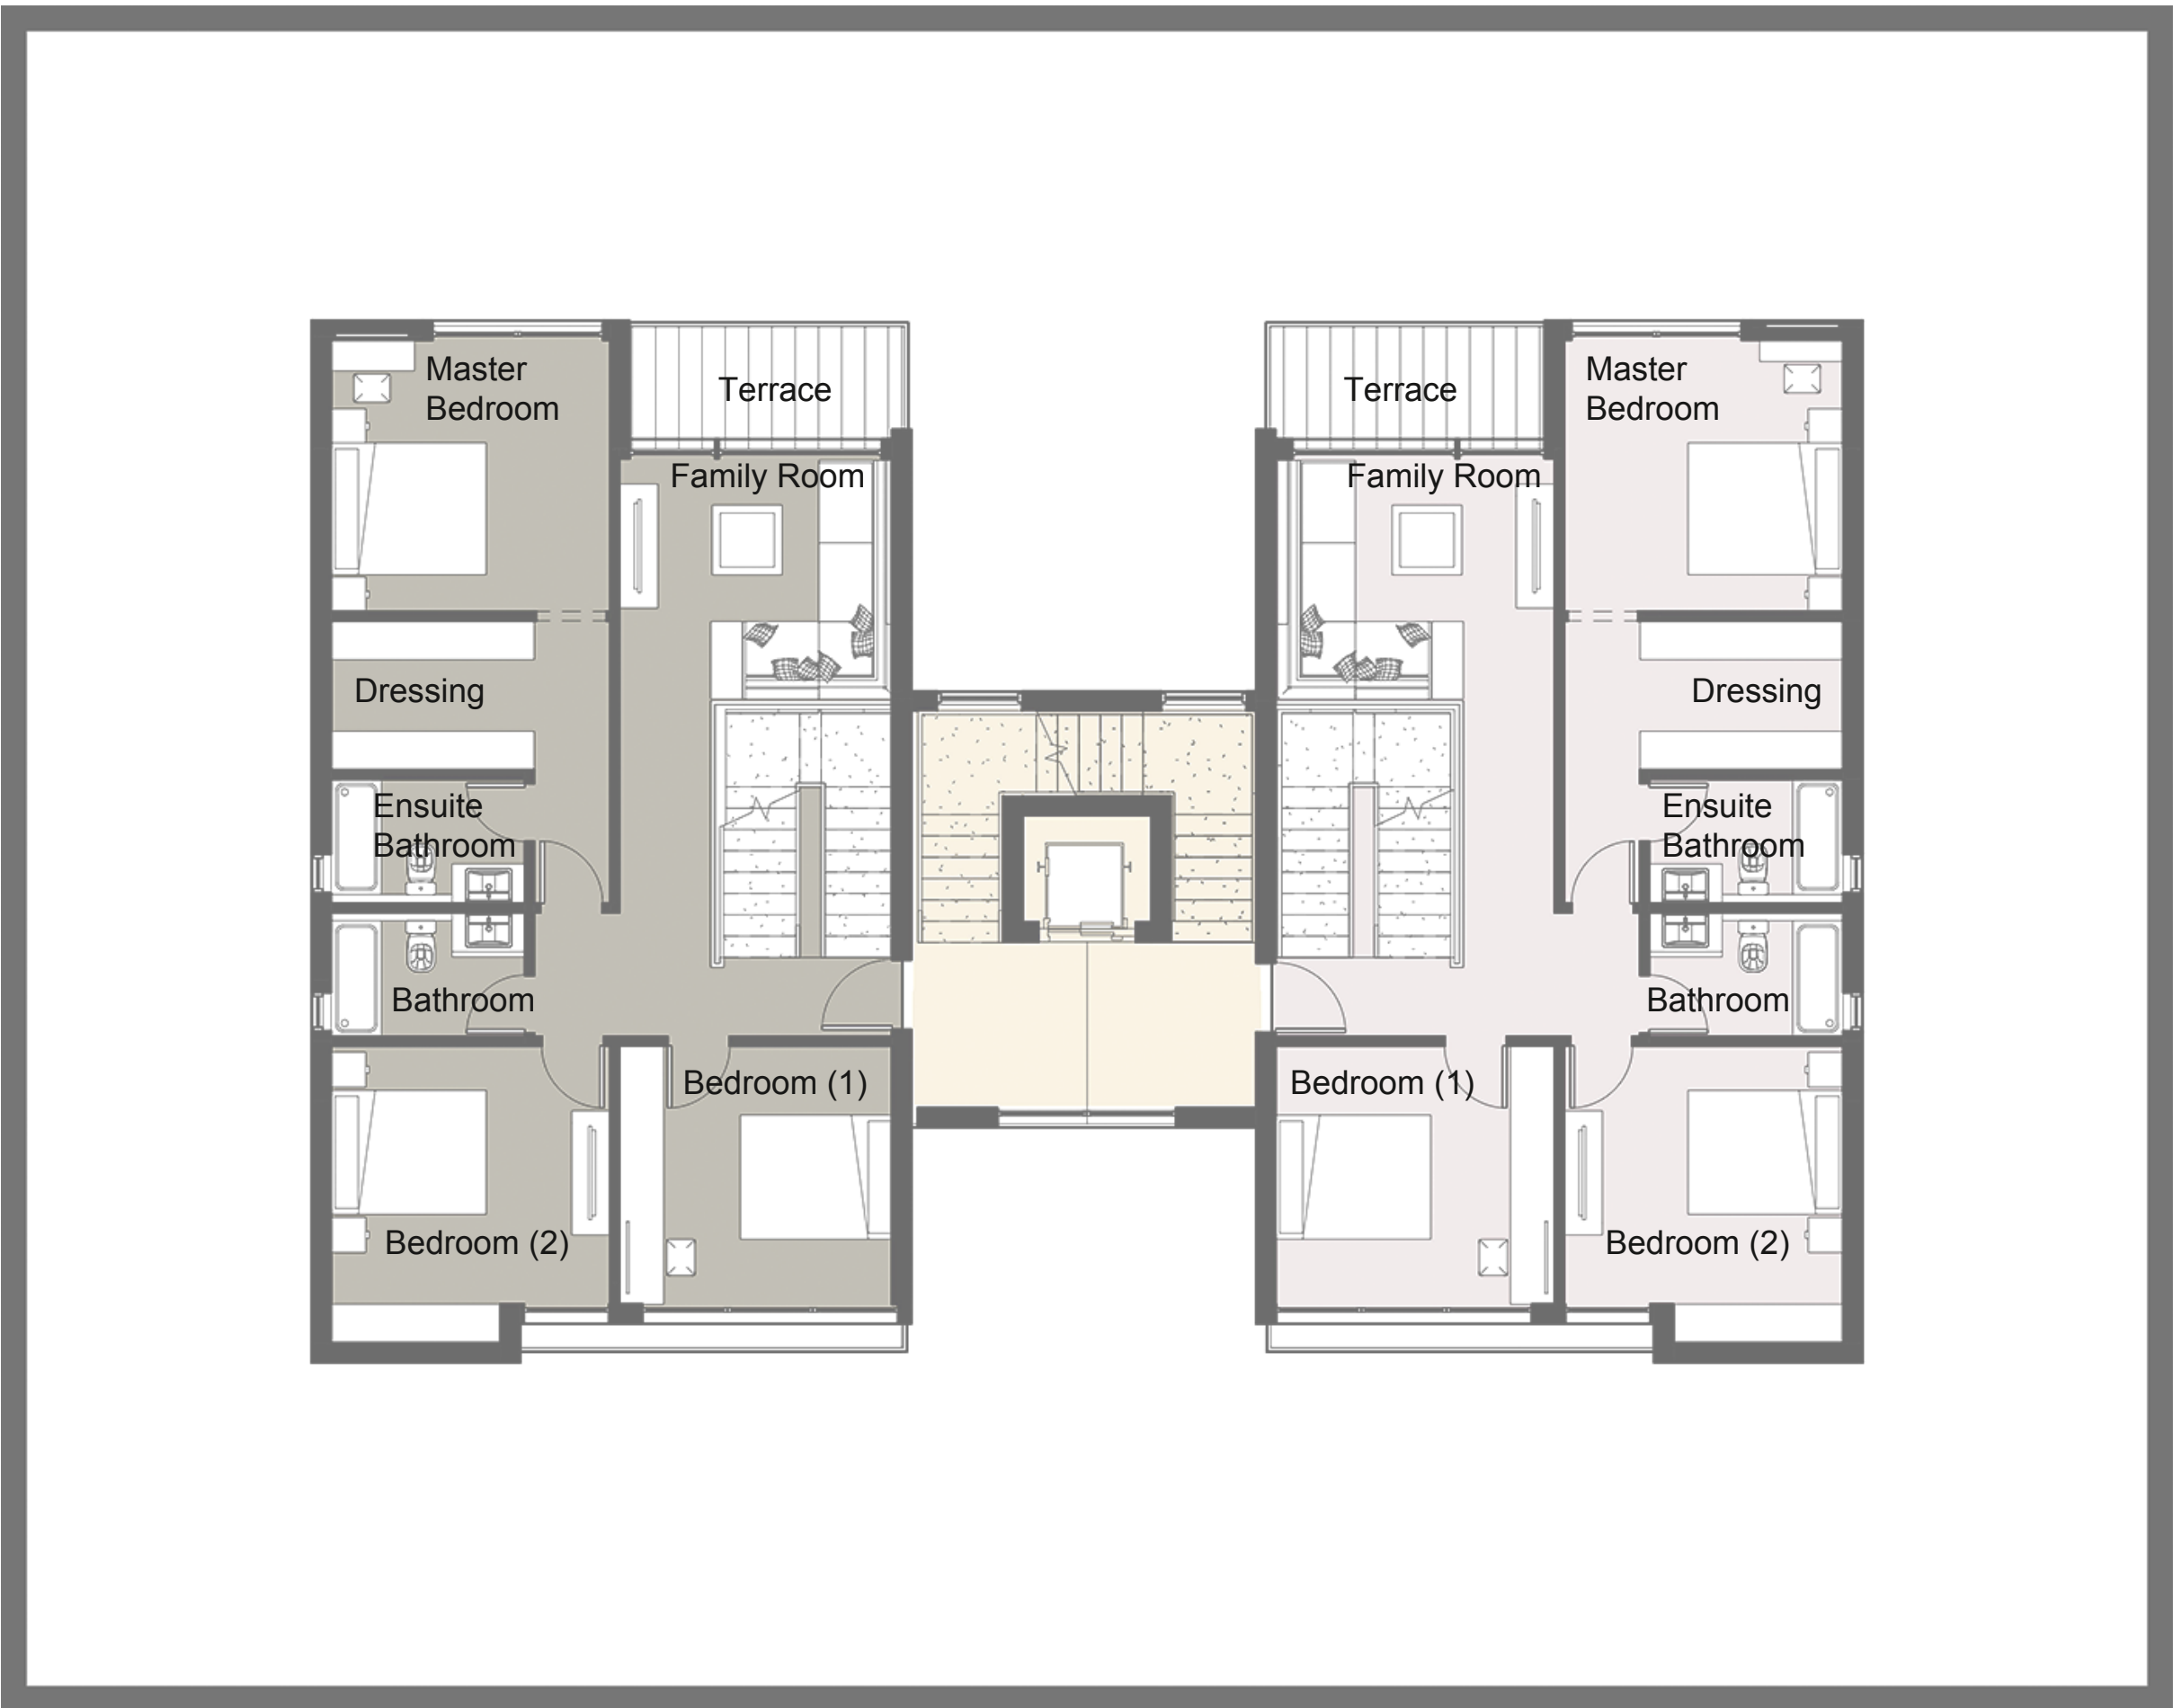 Master
Bedroom
Terrace
Family Room
Dressing
Ensuite
Bathroom
Bathroom
Bedroom (1)
Bedroom (2)
Terrace
Master
Bedroom
Family Room
Dressing
Ensuite
Bathroom
Bathroom
Bedroom (1)
Bedroom (2)